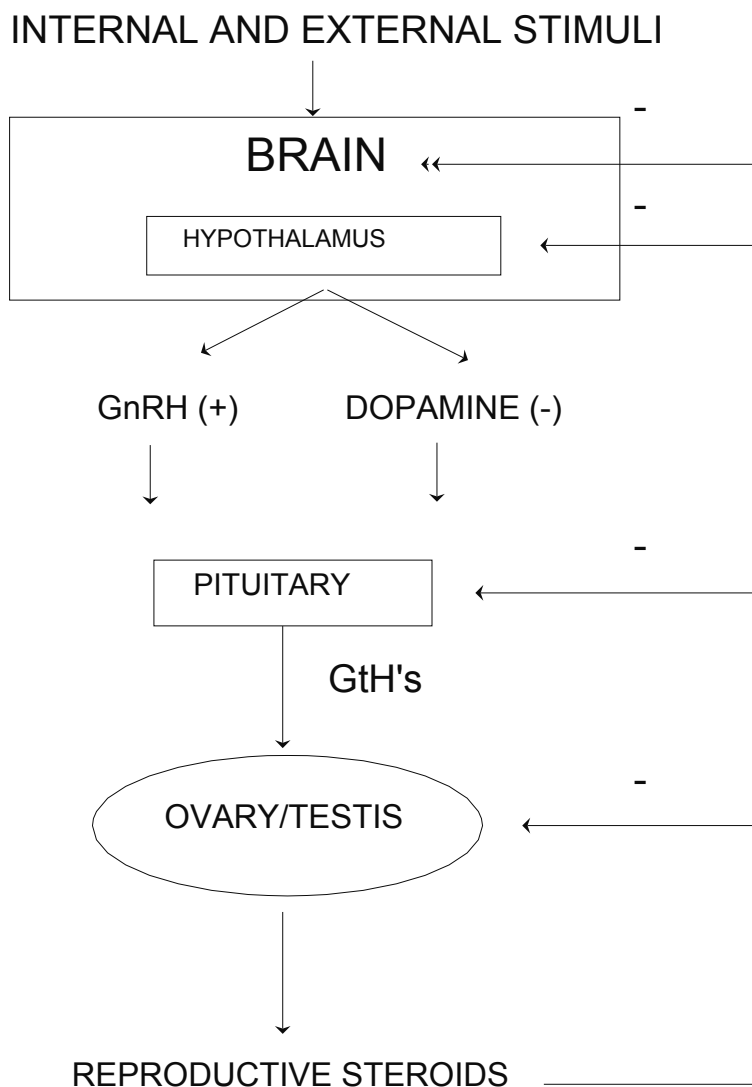 INTERNAL AND EXTERNAL STIMULI
-
BRAIN
-
HYPOTHALAMUS
GnRH (+) DOPAMINE (-)
-
PITUITARY
GtH's
-
OVARY/TESTIS
REPRODUCTIVE STEROIDS